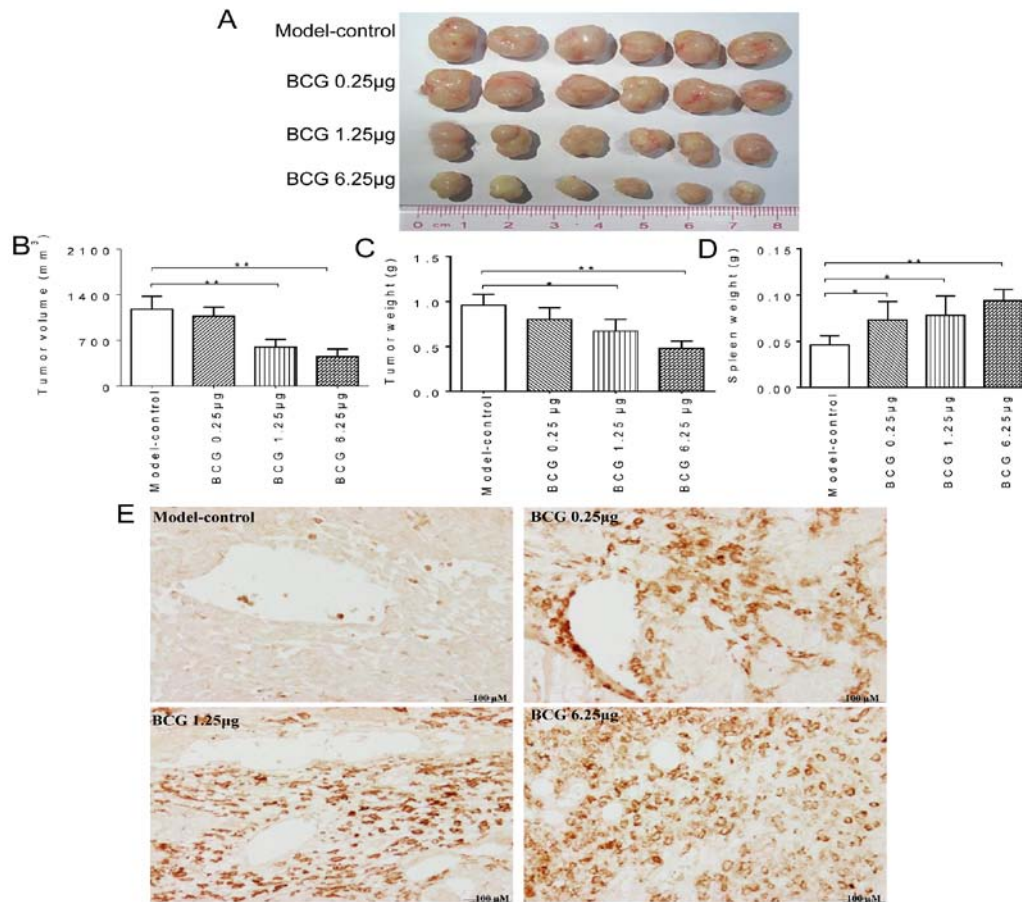 A
Model-control
BCG 0.25µg
BCG 1.25µg
BCG 6.25µg
0 cm 1 2 3 4 5 6 7 8
B
Tumor volume (mm³)
2100
1400
700
0
** 
**
Model-control
BCG 0.25µg
BCG 1.25µg
BCG 6.25µg
C
Tumor weight (g)
1.5
1.0
0.5
0.0
**
*
Model-control
BCG 0.25µg
BCG 1.25 µg
BCG 6.25 µg
D
Spleen weight (g)
0.15
0.10
0.05
0.00
**
*
*
Model-control
BCG 0.25µg
BCG 1.25µg
BCG 6.25µg
E
Model-control
100 µM
BCG 0.25µg
100 µM
BCG 1.25µg
100 µM
BCG 6.25µg
100 µM